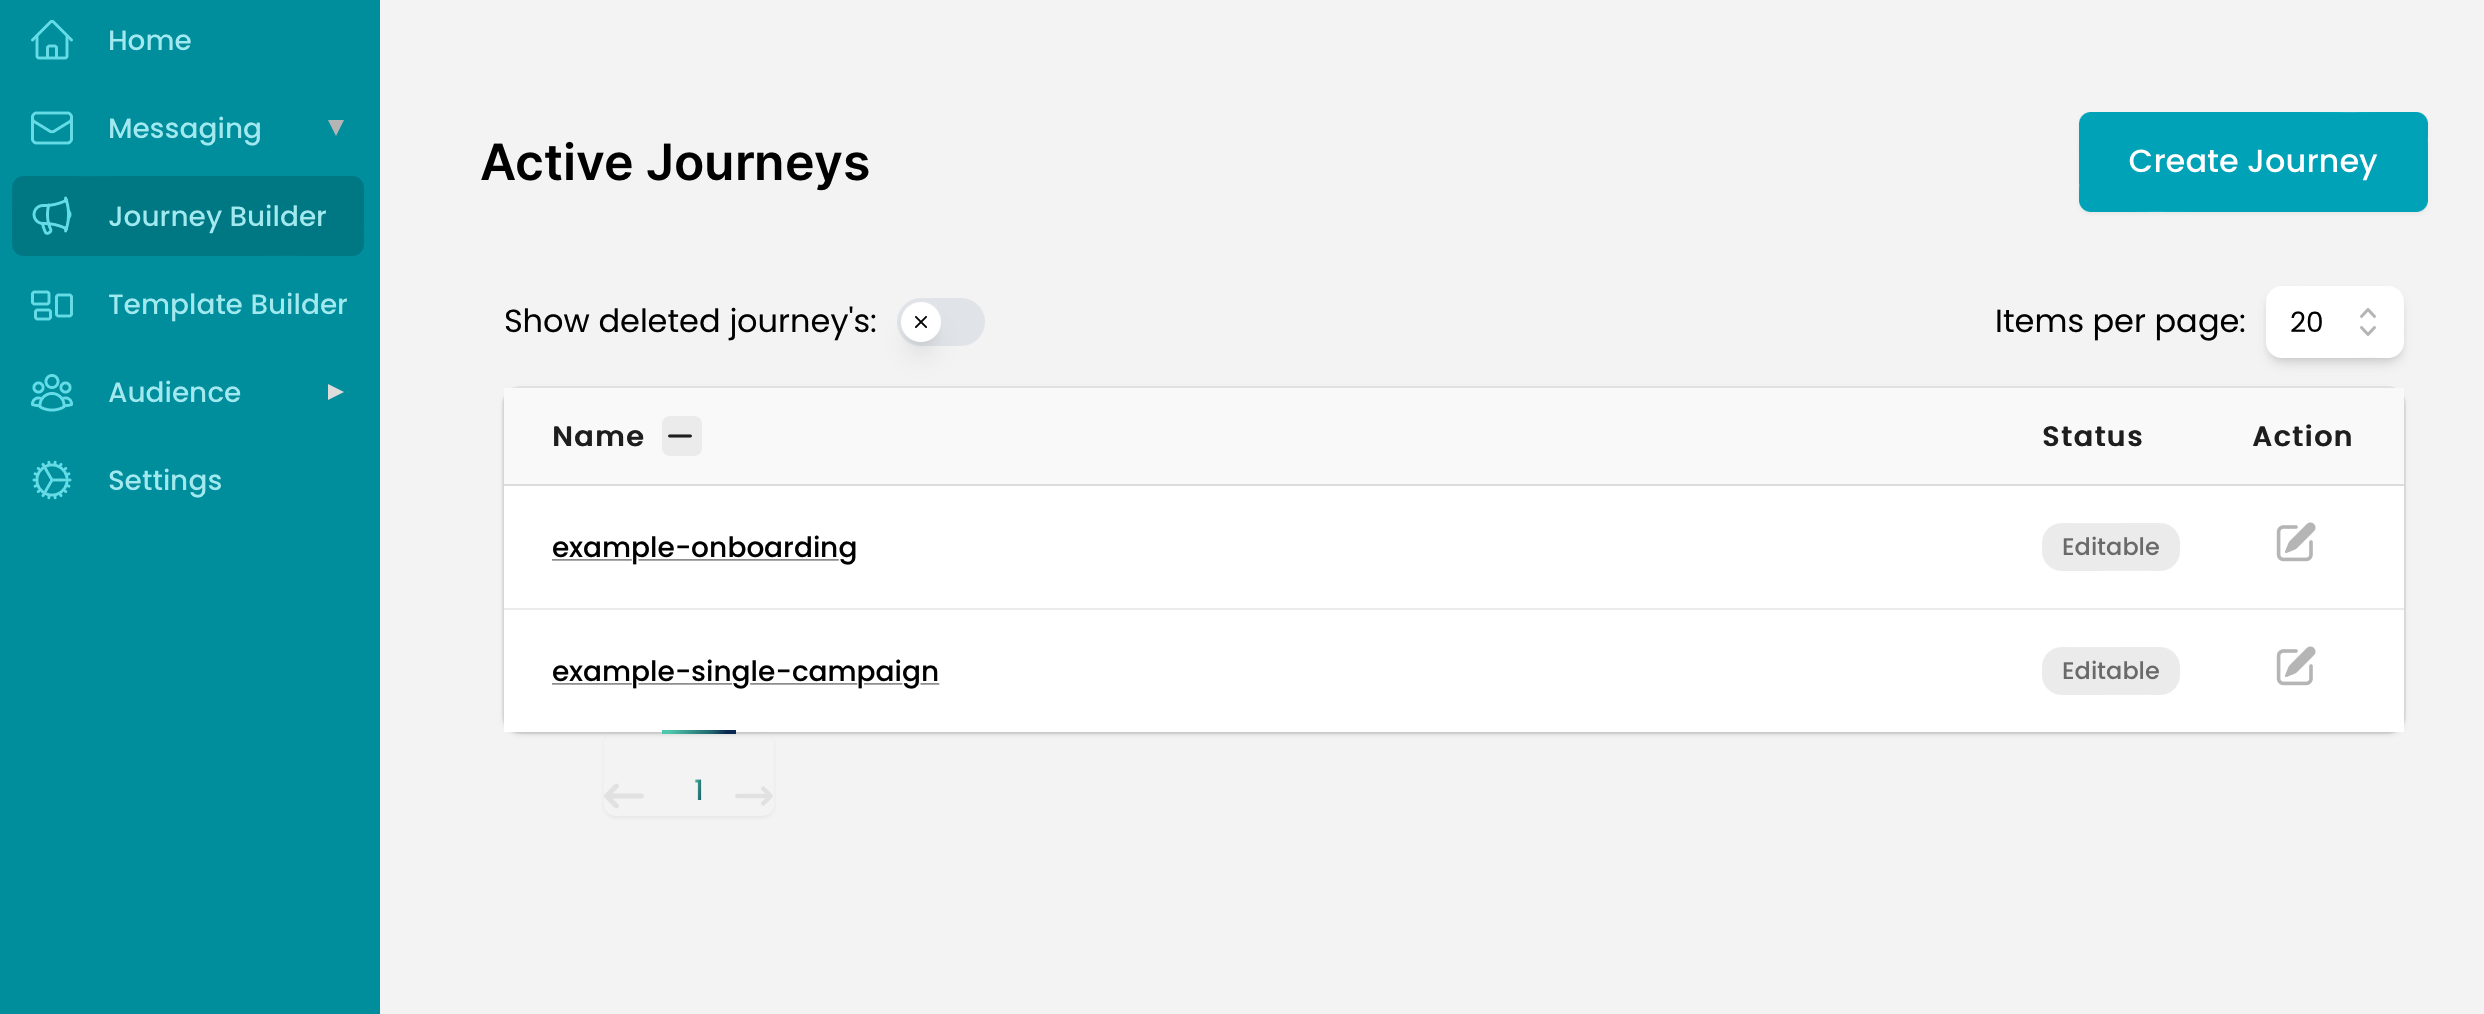 Home
Messaging
Journey Builder
Template Builder
Audience
Settings
Active Journeys
Create Journey
Show deleted journey's:
Items per page: 20
Name Status Action
example-onboarding Editable
example-single-campaign Editable
1